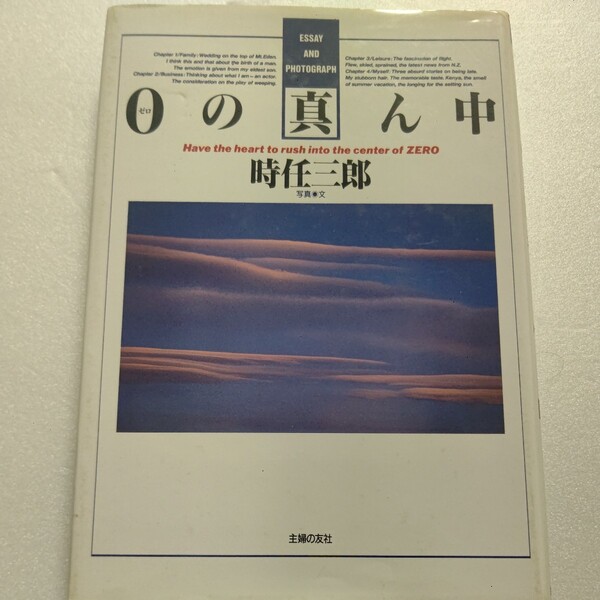 ESSAY
AND
PHOTOGRAPH
Chapter 1/Family: Wedding on the top of Mt.Eden.
I think this and that about the birth of a man.
The emotion is given from my eldest son.
Chapter 2/Business: Thinking about what I am—an actor.
The consideration on the play of weeping.
Chapter 3/Leisure: The fascination of flight.
Flew, skied, sprained, the latest news from N.Z.
Chapter 4/Myself: Three absurd stories on being late.
My stubborn hair. The memorable taste, Kenya, the smell
of summer vacation, the longing for the setting sun.
ゼロ
0の真ん中
Have the heart to rush into the center of ZERO
時任三郎
写真✺文
主婦の友社